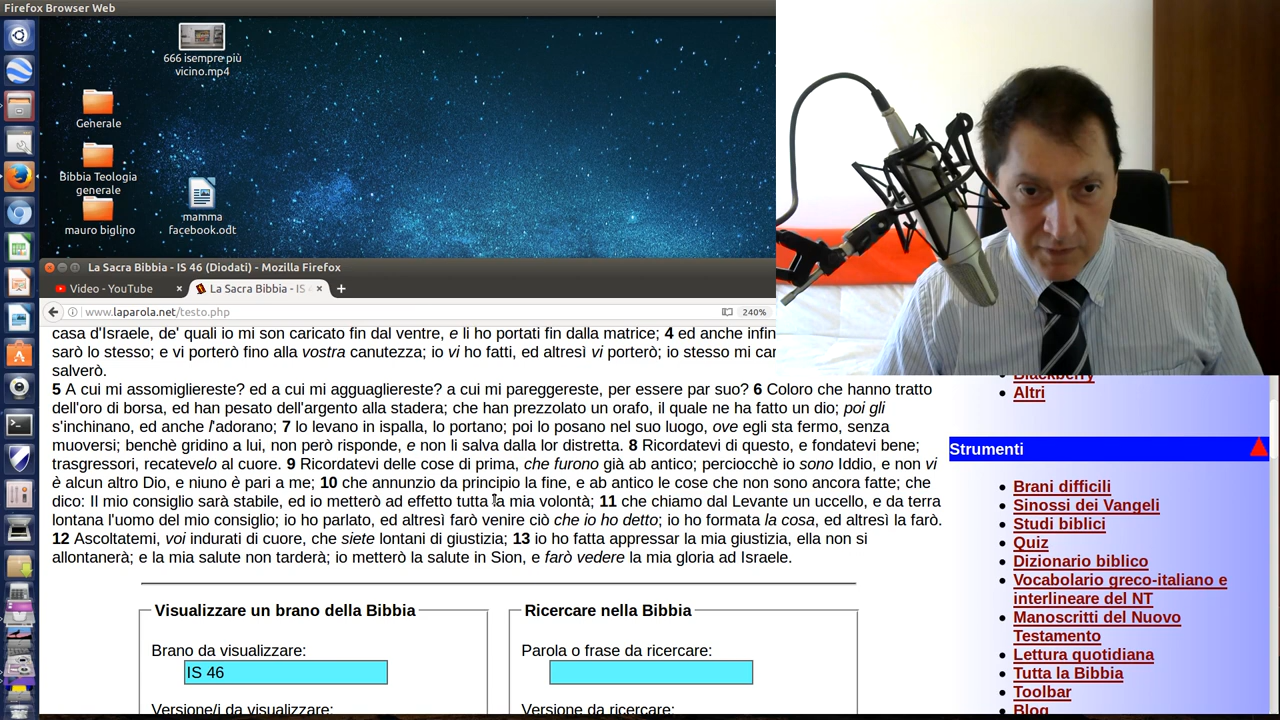 Firefox Browser Web
666 isempre più
vicino.mp4
Generale
Bibbia Teologia
generale
mauro biglino
mamma
facebook.odt
La Sacra Bibbia - IS 46 (Diodati) - Mozilla Firefox
Video - YouTube
La Sacra Bibbia - IS
www.laparola.net/testo.php
240%
casa d'Israele, de' quali io mi son caricato fin dal ventre, e li ho portati fin dalla matrice; 4 ed anche infin
sarò lo stesso; e vi porterò fino alla vostra canutezza; io vi ho fatti, ed altresì vi porterò; io stesso mi car
salverò.
5 A cui mi assomigliereste? ed a cui mi agguagliereste? a cui mi pareggereste, per essere par suo? 6 Coloro che hanno tratto
dell'oro di borsa, ed han pesato dell'argento alla stadera; che han prezzolato un orafo, il quale ne ha fatto un dio; poi gli
s'inchinano, ed anche l'adorano; 7 lo levano in ispalla, lo portano; poi lo posano nel suo luogo, ove egli sta fermo, senza
muoversi; benchè gridino a lui, non però risponde, e non li salva dalla lor distretta. 8 Ricordatevi di questo, e fondatevi bene;
trasgressori, recatevelo al cuore. 9 Ricordatevi delle cose di prima, che furono già ab antico; perciocchè io sono Iddio, e non vi
è alcun altro Dio, e niuno è pari a me; 10 che annunzio da principio la fine, e ab antico le cose che non sono ancora fatte; che
dico: Il mio consiglio sarà stabile, ed io metterò ad effetto tutta la mia volontà; 11 che chiamo dal Levante un uccello, e da terra
lontana l'uomo del mio consiglio; io ho parlato, ed altresì farò venire ciò che io ho detto; io ho formata la cosa, ed altresì la farò.
12 Ascoltatemi, voi indurati di cuore, che siete lontani di giustizia; 13 io ho fatta appressar la mia giustizia, ella non si
allontanerà; e la mia salute non tarderà; io metterò la salute in Sion, e farò vedere la mia gloria ad Israele.
Visualizzare un brano della Bibbia
Brano da visualizzare:
IS 46
Versione/i da visualizzare:
Ricercare nella Bibbia
Parola o frase da ricercare:
Versione da ricercare:
Blackberry
Altri
Strumenti
Brani difficili
Sinossi dei Vangeli
Studi biblici
Quiz
Dizionario biblico
Vocabolario greco-italiano e
interlineare del NT
Manoscritti del Nuovo
Testamento
Lettura quotidiana
Tutta la Bibbia
Toolbar
Blog